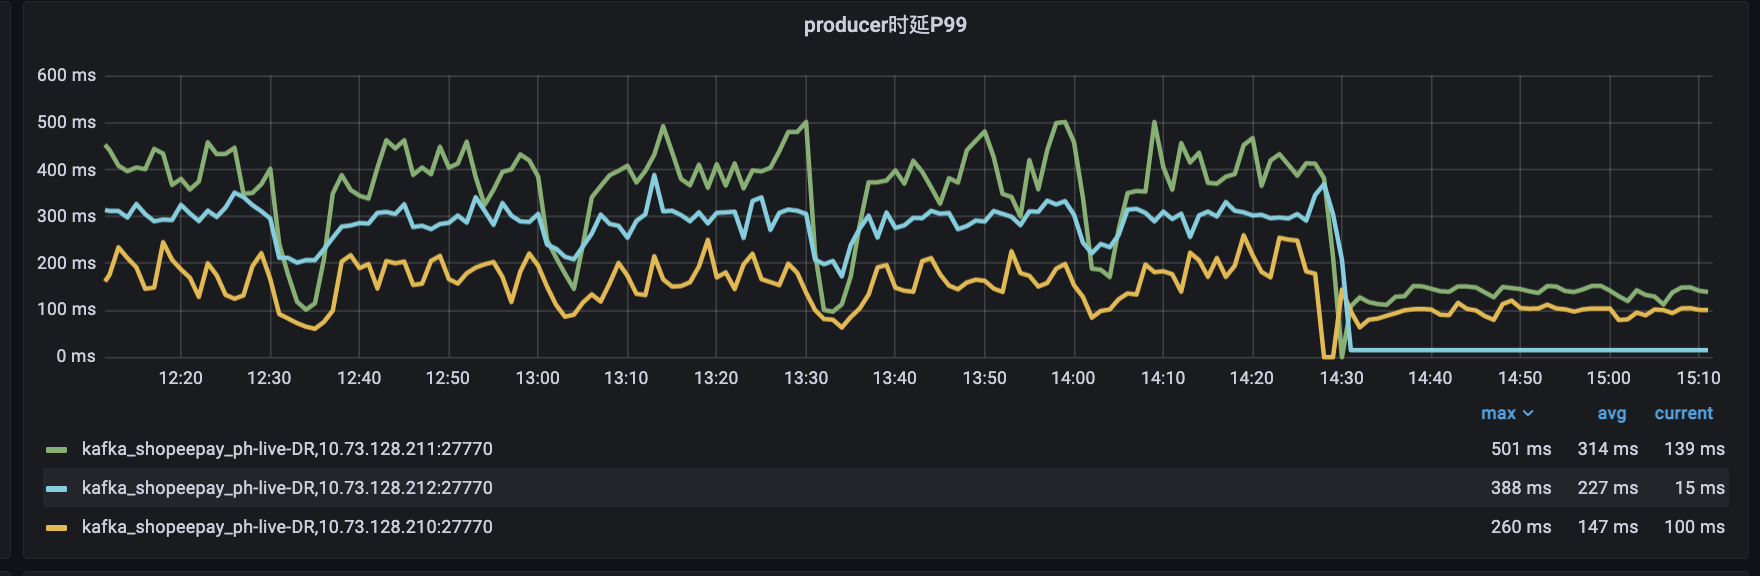 producer时延P99
600 ms
500 ms
400 ms
300 ms
200 ms
100 ms
0 ms
12:20 12:30 12:40 12:50 13:00 13:10 13:20 13:30 13:40 13:50 14:00 14:10 14:20 14:30 14:40 14:50 15:00 15:10
max avg current
kafka_shopeepay_ph-live-DR,10.73.128.211:27770 501 ms 314 ms 139 ms
kafka_shopeepay_ph-live-DR,10.73.128.212:27770 388 ms 227 ms 15 ms
kafka_shopeepay_ph-live-DR,10.73.128.210:27770 260 ms 147 ms 100 ms